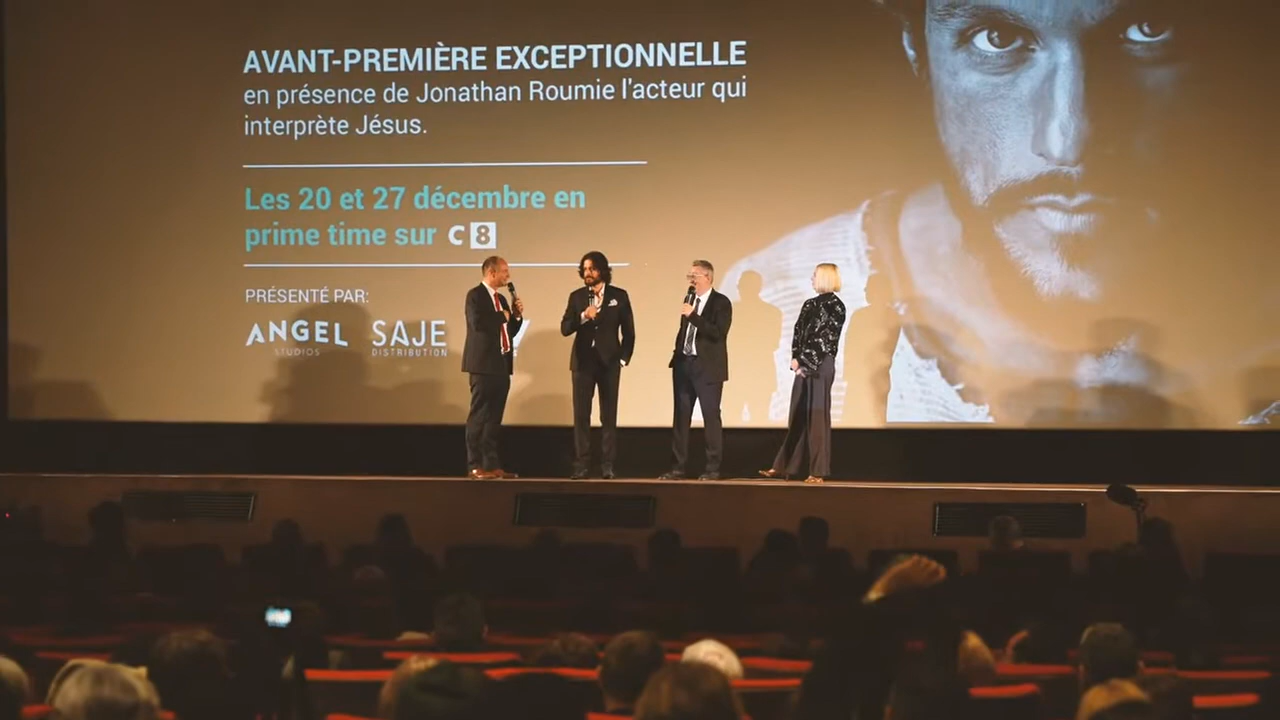 AVANT-PREMIÈRE EXCEPTIONNELLE
en présence de Jonathan Roumie l'acteur qui
interprète Jésus.
Les 20 et 27 décembre en
prime time sur C8
PRÉSENTÉ PAR:
ANGEL SAJE
STUDIOS DISTRIBUTION